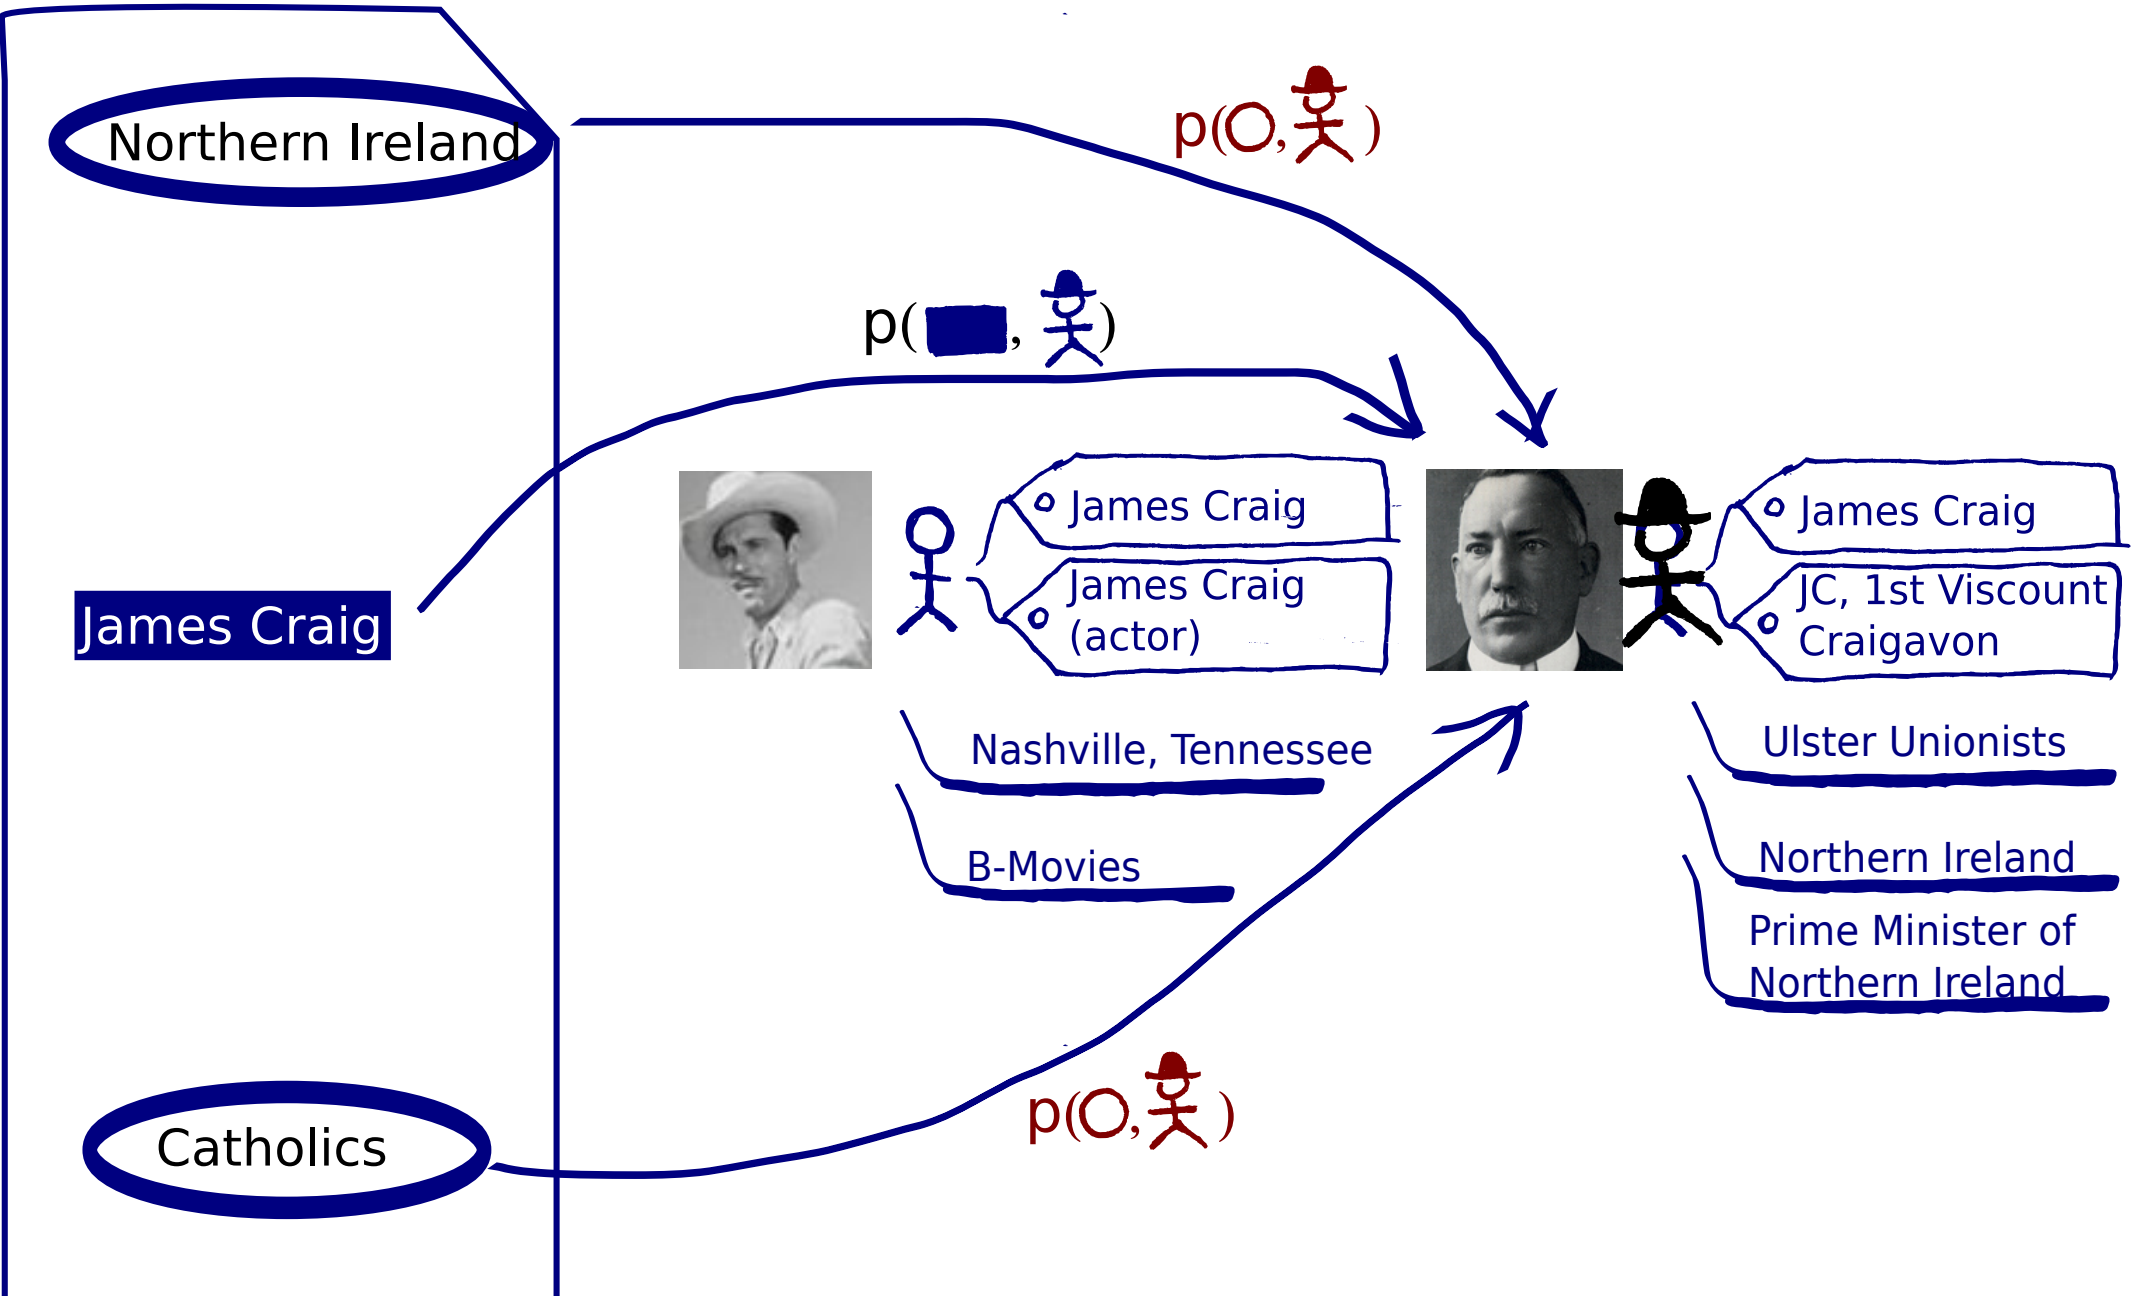 Northern Ireland
p(O, )
p( , )
James Craig
James Craig
James Craig
(actor)
Nashville, Tennessee
B-Movies
James Craig
JC, 1st Viscount
Craigavon
Ulster Unionists
Northern Ireland
Prime Minister of
Northern Ireland
Catholics
p(O, )